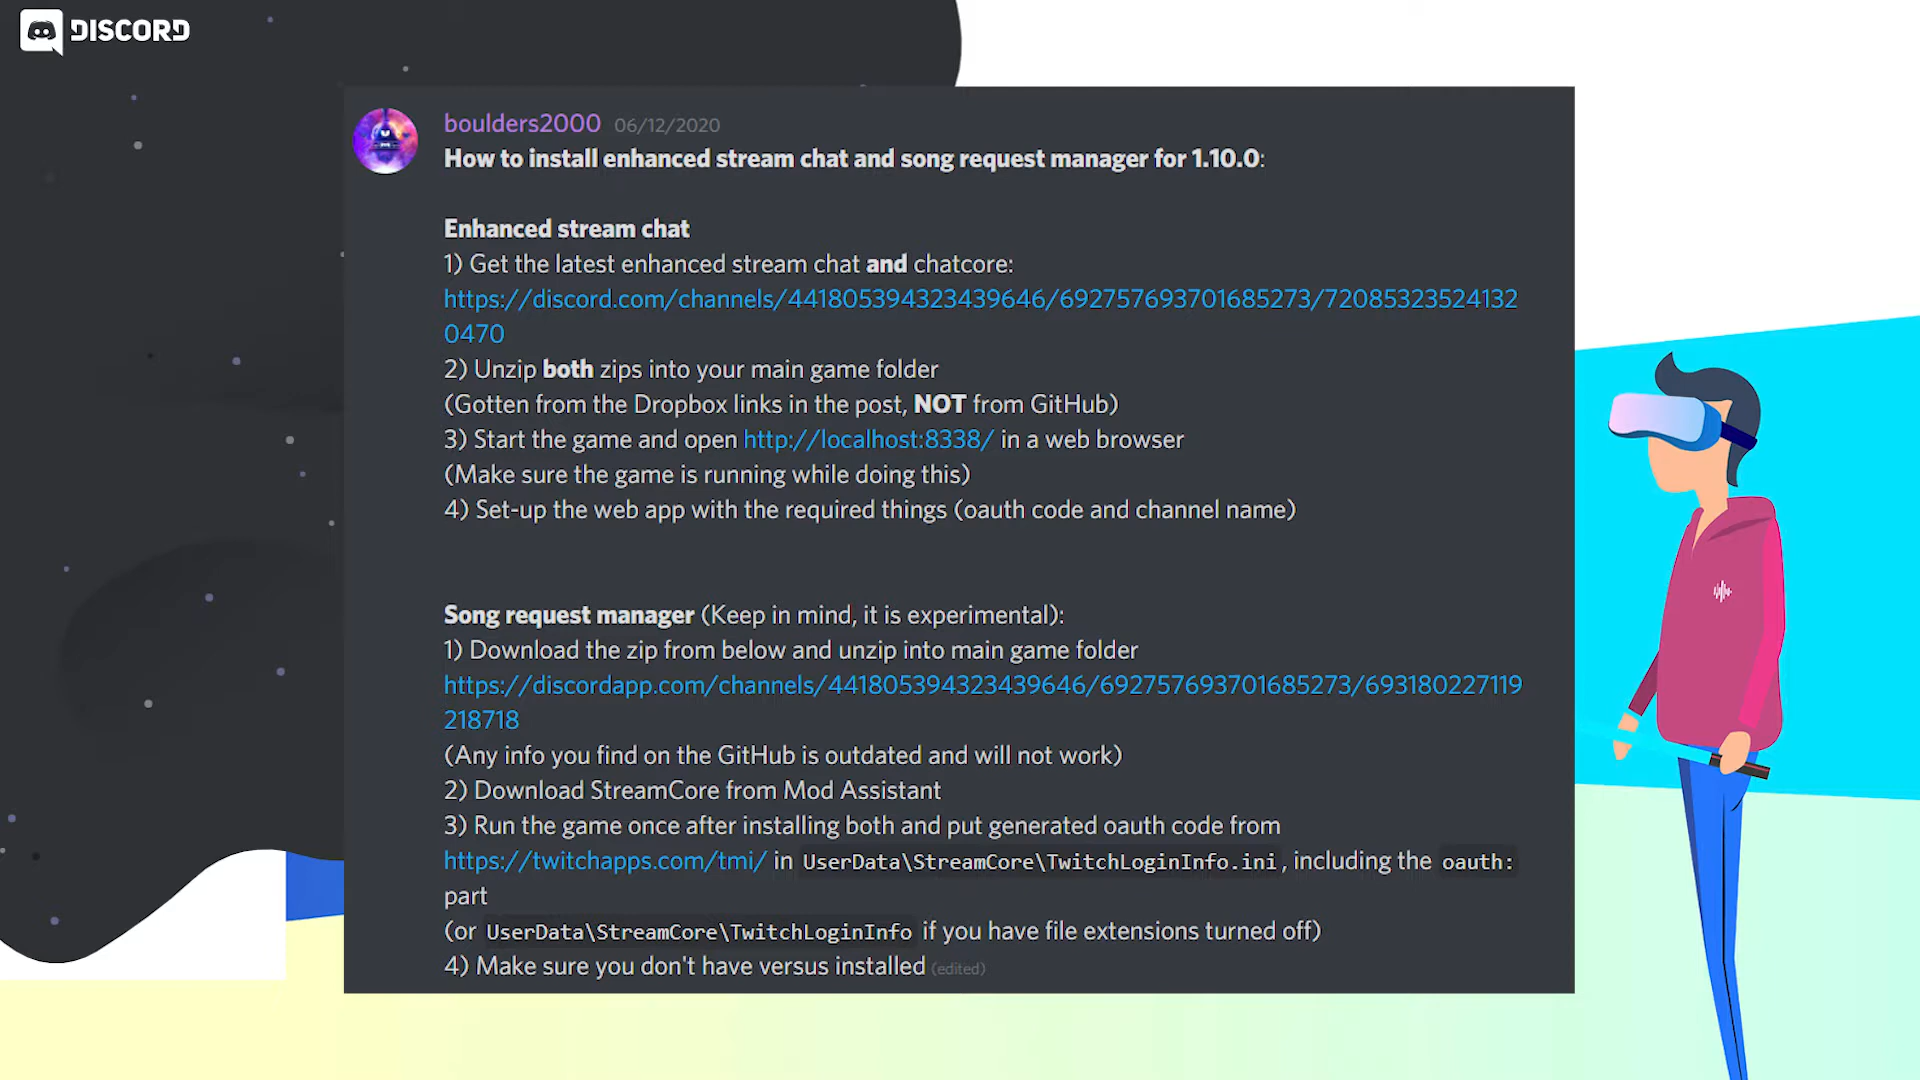 DISCORD
boulders2000 06/12/2020
How to install enhanced stream chat and song request manager for 1.10.0:
Enhanced stream chat
1) Get the latest enhanced stream chat and chatcore:
https://discord.com/channels/441805394323439646/692757693701685273/72085323524132
0470
2) Unzip both zips into your main game folder
(Gotten from the Dropbox links in the post, NOT from GitHub)
3) Start the game and open http://localhost:8338/ in a web browser
(Make sure the game is running while doing this)
4) Set-up the web app with the required things (oauth code and channel name)
Song request manager (Keep in mind, it is experimental):
1) Download the zip from below and unzip into main game folder
https://discordapp.com/channels/441805394323439646/692757693701685273/693180227119
218718
(Any info you find on the GitHub is outdated and will not work)
2) Download StreamCore from Mod Assistant
3) Run the game once after installing both and put generated oauth code from
https://twitchapps.com/tmi/ in UserData\StreamCore\TwitchLoginInfo.ini, including the oauth:
part
(or UserData\StreamCore\TwitchLoginInfo if you have file extensions turned off)
4) Make sure you don't have versus installed (edited)